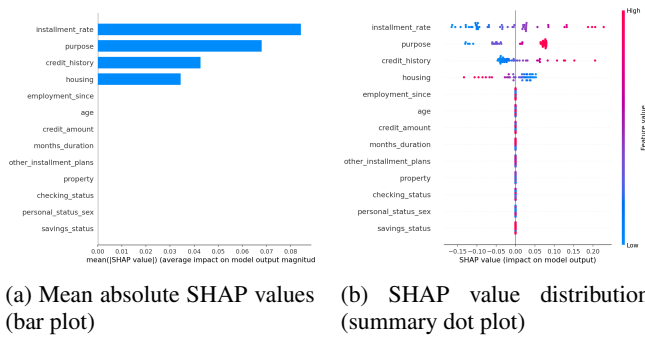 installment_rate
purpose
credit_history
housing
employment_since
age
credit_amount
months_duration
other_installment_plans
property
checking_status
personal_status_sex
savings_status
0.00 0.01 0.02 0.03 0.04 0.05 0.06 0.07 0.08
mean(|SHAP value|) (average impact on model output magnitud
(a) Mean absolute SHAP values
(bar plot)
installment_rate
purpose
credit_history
housing
employment_since
age
credit_amount
months_duration
other_installment_plans
property
checking_status
personal_status_sex
savings_status
−0.15 −0.10 −0.05 0.00 0.05 0.10 0.15 0.20
SHAP value (impact on model output)
High
Low
Feature value
(b) SHAP value distribution
(summary dot plot)